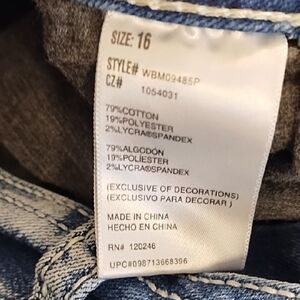 SIZE: 16
STYLE# WBM09485P
CZ# 1054031
79%COTTON
19%POLYESTER
2%LYCRA®SPANDEX
79%ALGODÓN
19%POLIÉSTER
2%LYCRA®SPANDEX
(EXCLUSIVE OF DECORATIONS)
(EXCLUSIVO PARA DECORAR )
MADE IN CHINA
HECHO EN CHINA
RN# 120246
UPC#098713668396